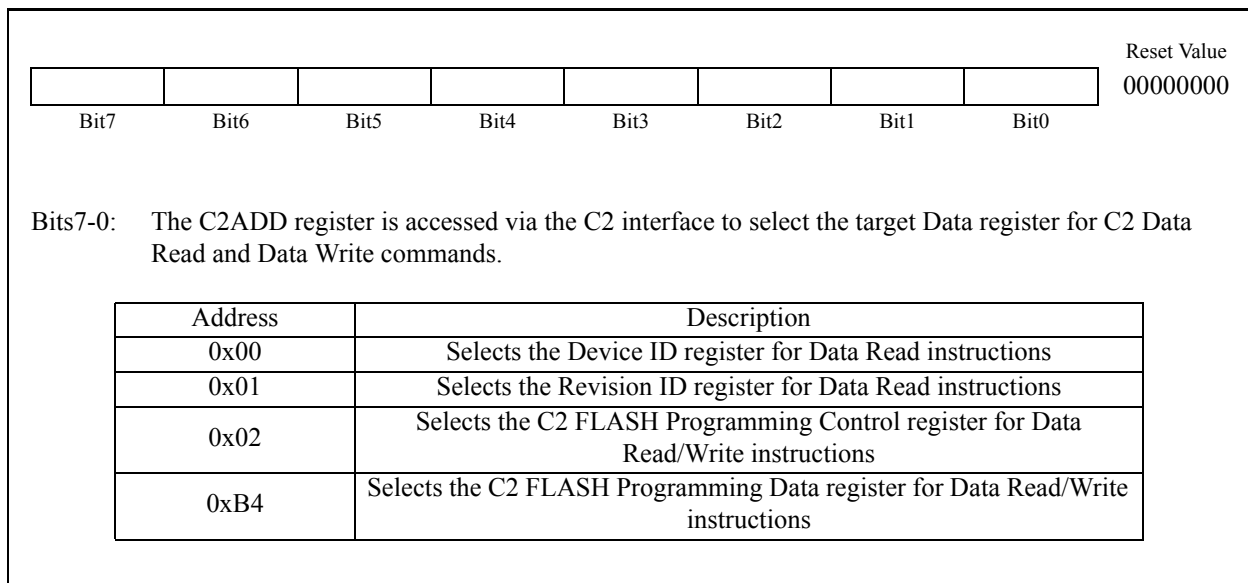 Reset Value
00000000
Bit7 Bit6 Bit5 Bit4 Bit3 Bit2 Bit1 Bit0
Bits7-0: The C2ADD register is accessed via the C2 interface to select the target Data register for C2 Data
Read and Data Write commands.
Address Description
0x00 Selects the Device ID register for Data Read instructions
0x01 Selects the Revision ID register for Data Read instructions
0x02 Selects the C2 FLASH Programming Control register for Data
Read/Write instructions
0xB4 Selects the C2 FLASH Programming Data register for Data Read/Write
instructions